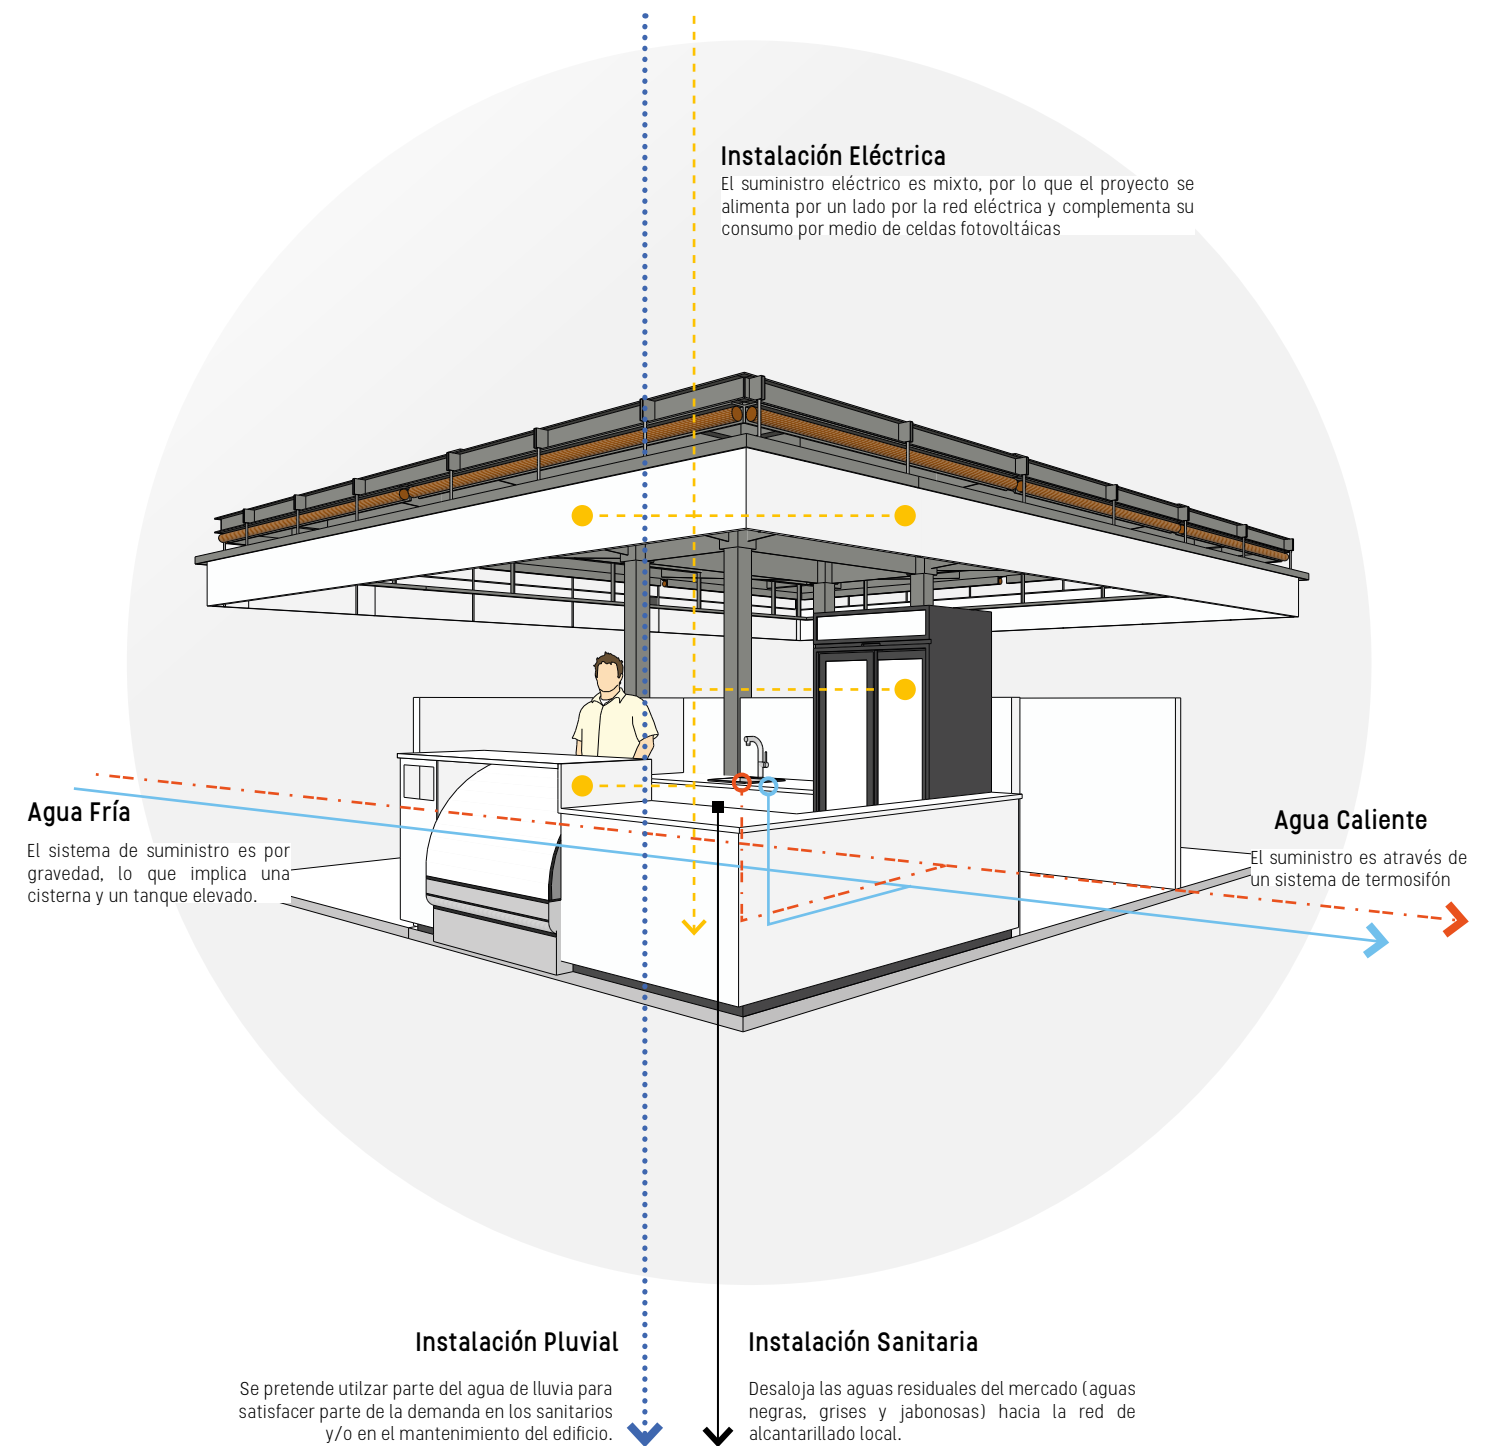 Instalación Eléctrica
El suministro eléctrico es mixto, por lo que el proyecto se
alimenta por un lado por la red eléctrica y complementa su
consumo por medio de celdas fotovoltáicas
Agua Fría
El sistema de suministro es por
gravedad, lo que implica una
cisterna y un tanque elevado.
Agua Caliente
El suministro es através de
un sistema de termosifón
Instalación Pluvial
Se pretende utilzar parte del agua de lluvia para
satisfacer parte de la demanda en los sanitarios
y/o en el mantenimiento del edificio.
Instalación Sanitaria
Desaloja las aguas residuales del mercado (aguas
negras, grises y jabonosas) hacia la red de
alcantarillado local.